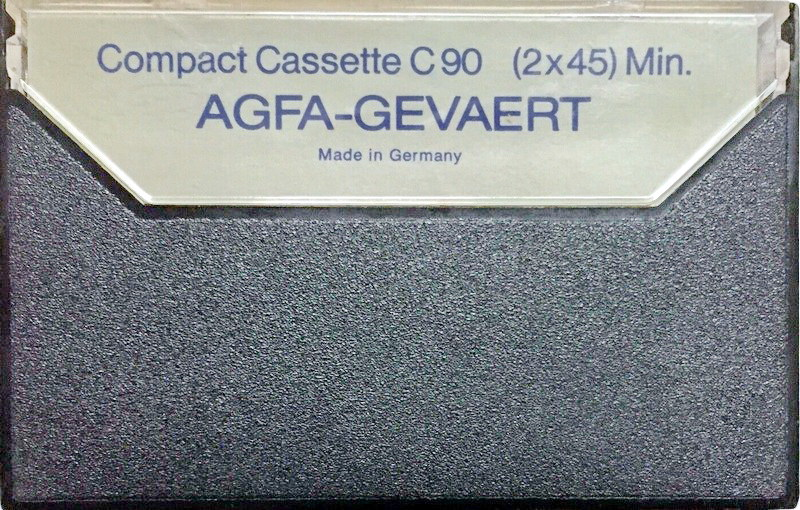 Compact Cassette C 90 (2x45) Min.
AGFA-GEVAERT
Made in Germany